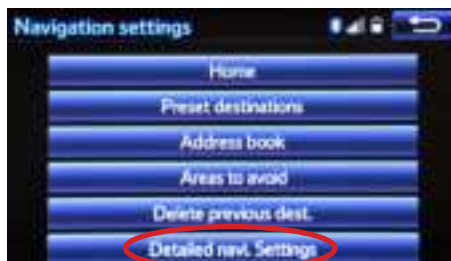 Navigation settings
Home
Preset destinations
Address book
Areas to avoid
Delete previous dest.
Detailed navi. Settings